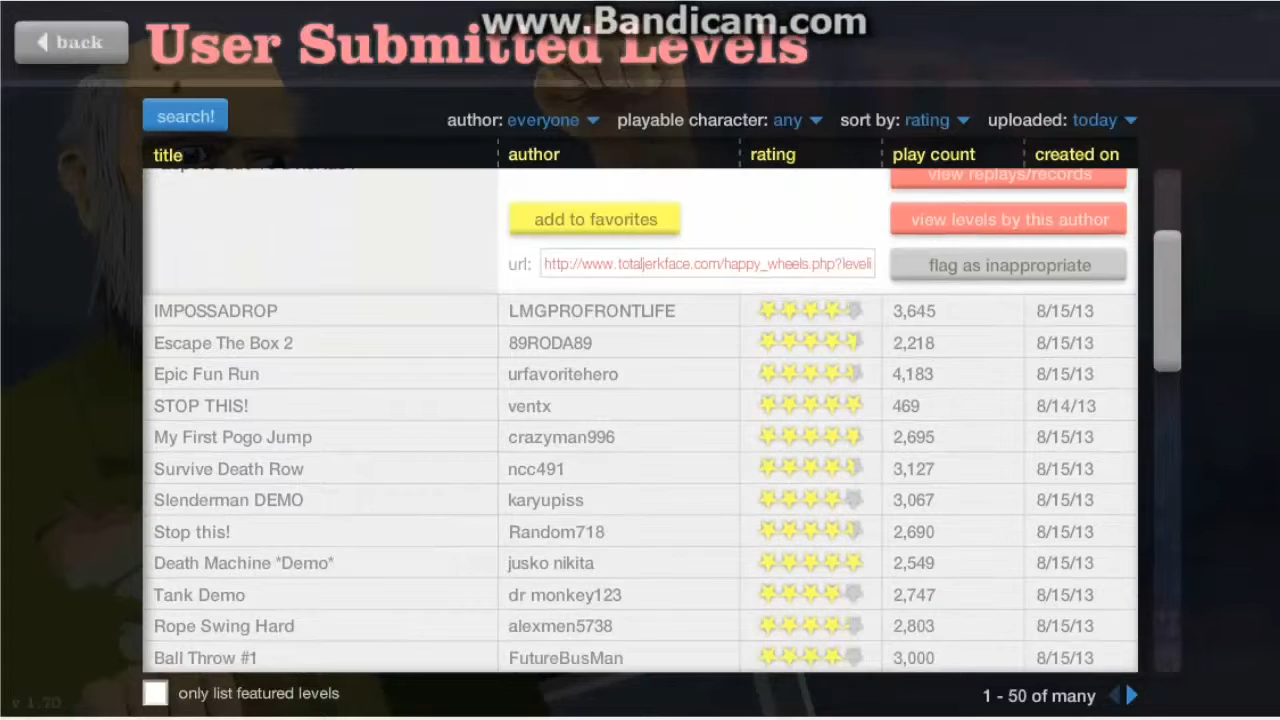 www.Bandicam.com
back
User Submitted Levels
search!
author: everyone playable character: any sort by: rating uploaded: today
title author rating play count created on
view replays/records
add to favorites view levels by this author
url: http://www.totaljerkface.com/happy_wheels.php?leveli flag as inappropriate
IMPOSSADROP LMGPROFRONTLIFE 3,645 8/15/13
Escape The Box 2 89RODA89 2,218 8/15/13
Epic Fun Run urfavoritehero 4,183 8/15/13
STOP THIS! ventx 469 8/14/13
My First Pogo Jump crazyman996 2,695 8/15/13
Survive Death Row ncc491 3,127 8/15/13
Slenderman DEMO karyupiss 3,067 8/15/13
Stop this! Random718 2,690 8/15/13
Death Machine *Demo* jusko nikita 2,549 8/15/13
Tank Demo dr monkey123 2,747 8/15/13
Rope Swing Hard alexmen5738 2,803 8/15/13
Ball Throw #1 FutureBusMan 3,000 8/15/13
only list featured levels 1 - 50 of many
v 1.70